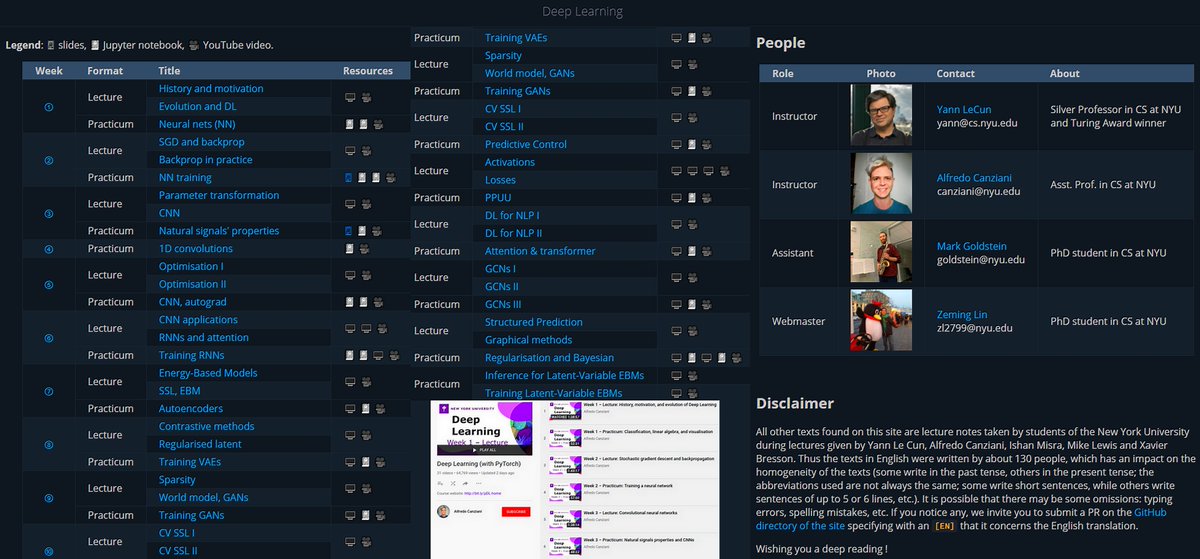 Deep Learning
Legend: slides, Jupyter notebook, YouTube video.
Week Format Title Resources
1 Lecture History and motivation
Evolution and DL
Practicum Neural nets (NN)
2 Lecture SGD and backprop
Backprop in practice
Practicum NN training
3 Lecture Parameter transformation
CNN
Practicum Natural signals' properties
4 Practicum 1D convolutions
5 Lecture Optimisation I
Optimisation II
Practicum CNN, autograd
6 Lecture CNN applications
RNNs and attention
Practicum Training RNNs
7 Lecture Energy-Based Models
SSL, EBM
Practicum Autoencoders
8 Lecture Contrastive methods
Regularised latent
Practicum Training VAEs
9 Lecture Sparsity
World model, GANs
Practicum Training GANs
10 Lecture CV SSL I
CV SSL II
Practicum Training VAEs
Lecture Sparsity
World model, GANs
Practicum Training GANs
Lecture CV SSL I
CV SSL II
Practicum Predictive Control
Lecture Activations
Losses
Practicum PPUU
Lecture DL for NLP I
DL for NLP II
Practicum Attention & transformer
Lecture GCNs I
GCNs II
Practicum GCNs III
Lecture Structured Prediction
Graphical methods
Practicum Regularisation and Bayesian
Practicum Inference for Latent-Variable EBMs
Training Latent-Variable EBMs
NEW YORK UNIVERSITY
Deep
Learning
Week 1 – Lecture
PLAY ALL
Deep Learning (with PyTorch)
Alfredo Canziani
SUBSCRIBE
Week 1 – Lecture: History, motivation, and evolution of Deep Learning
Week 1 – Practicum: Classification, linear algebra, and visualisation
Week 2 – Lecture: Stochastic gradient descent and backpropagation
Week 2 – Practicum: Training a neural network
Week 3 – Lecture: Convolutional neural networks
Week 3 – Practicum: Natural signals properties and CNNs
People
Role Photo Contact About
Instructor Yann LeCun
yann@cs.nyu.edu
Silver Professor in CS at NYU
and Turing Award winner
Instructor Alfredo Canziani
canziani@nyu.edu
Asst. Prof. in CS at NYU
Assistant Mark Goldstein
goldstein@nyu.edu
PhD student in CS at NYU
Webmaster Zeming Lin
zl2799@nyu.edu
PhD student in CS at NYU
Disclaimer
All other texts found on this site are lecture notes taken by students of the New York University
during lectures given by Yann Le Cun, Alfredo Canziani, Ishan Misra, Mike Lewis and Xavier
Bresson. Thus the texts in English were written by about 130 people, which has an impact on the
homogeneity of the texts (some write in the past tense, others in the present tense; the
abbreviations used are not always the same; some write short sentences, while others write
sentences of up to 5 or 6 lines, etc.). It is possible that there may be some omissions: typing
errors, spelling mistakes, etc. If you notice any, we invite you to submit a PR on the GitHub
directory of the site specifying with an [EN] that it concerns the English translation.
Wishing you a deep reading !